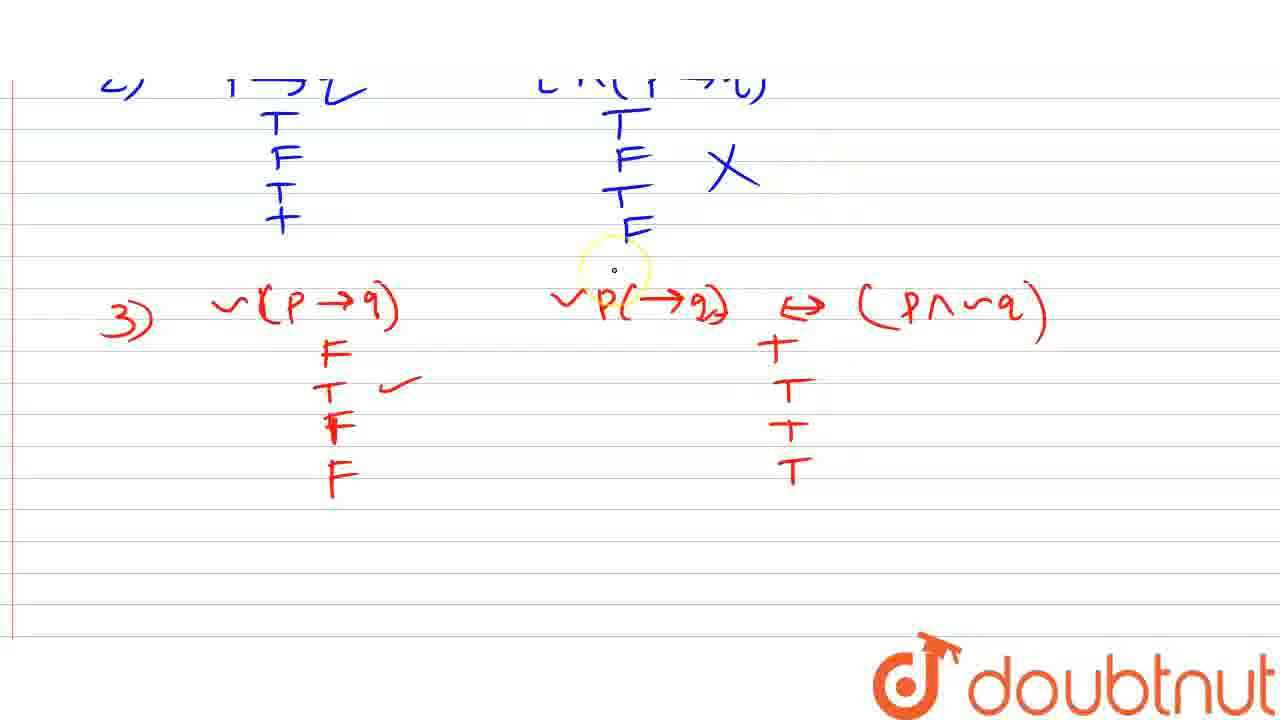 T T
F F X
T T
T F
3) ~(p → q) ~p(→ q) ↔ (p ∧ ~q)
F T
T ✓ T
F T
F T
doubtnut